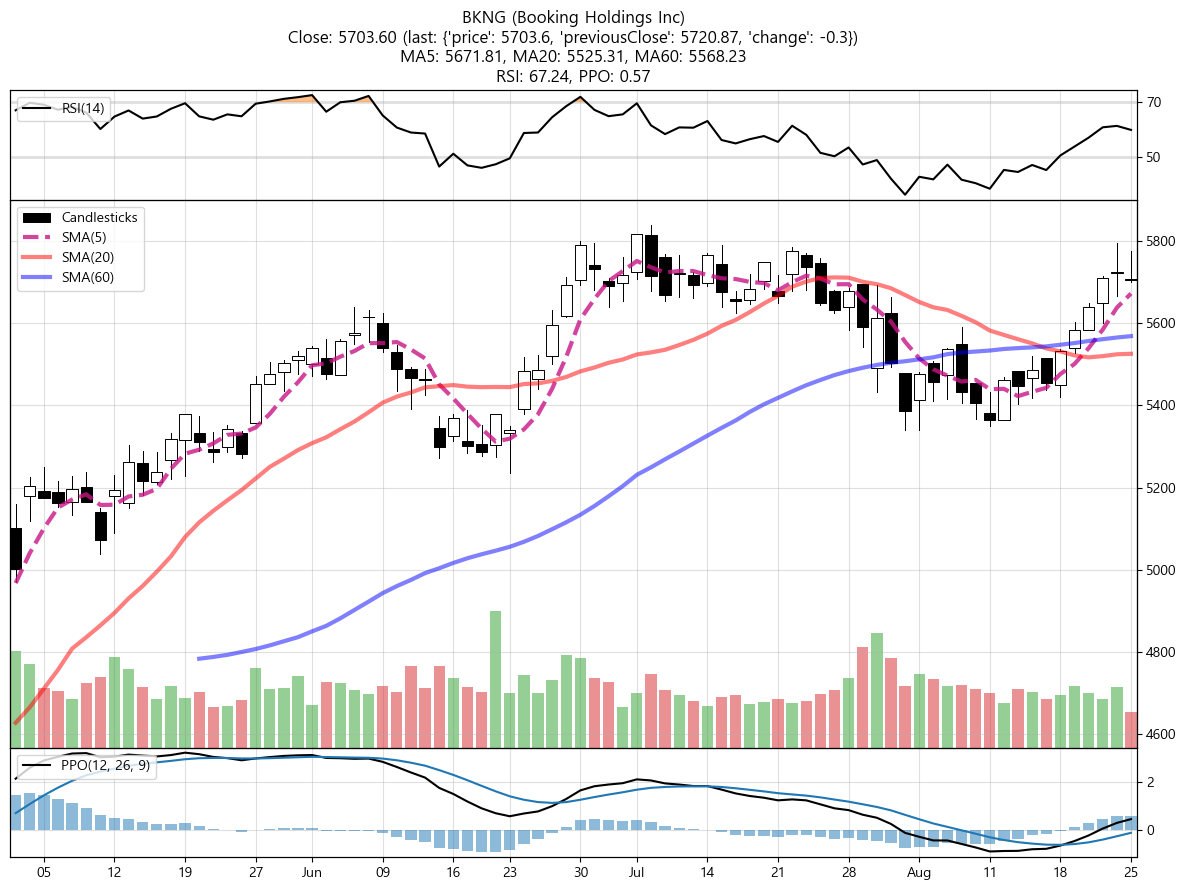 BKNG (Booking Holdings Inc)
Close: 5703.60 (last: {'price': 5703.6, 'previousClose': 5720.87, 'change': -0.3})
MA5: 5671.81, MA20: 5525.31, MA60: 5568.23
RSI: 67.24, PPO: 0.57
RSI(14)
70
50
Candlesticks
SMA(5)
SMA(20)
SMA(60)
5800
5600
5400
5200
5000
4800
4600
PPO(12, 26, 9)
2
0
05 12 19 27 Jun 09 16 23 30 Jul 14 21 28 Aug 11 18 25